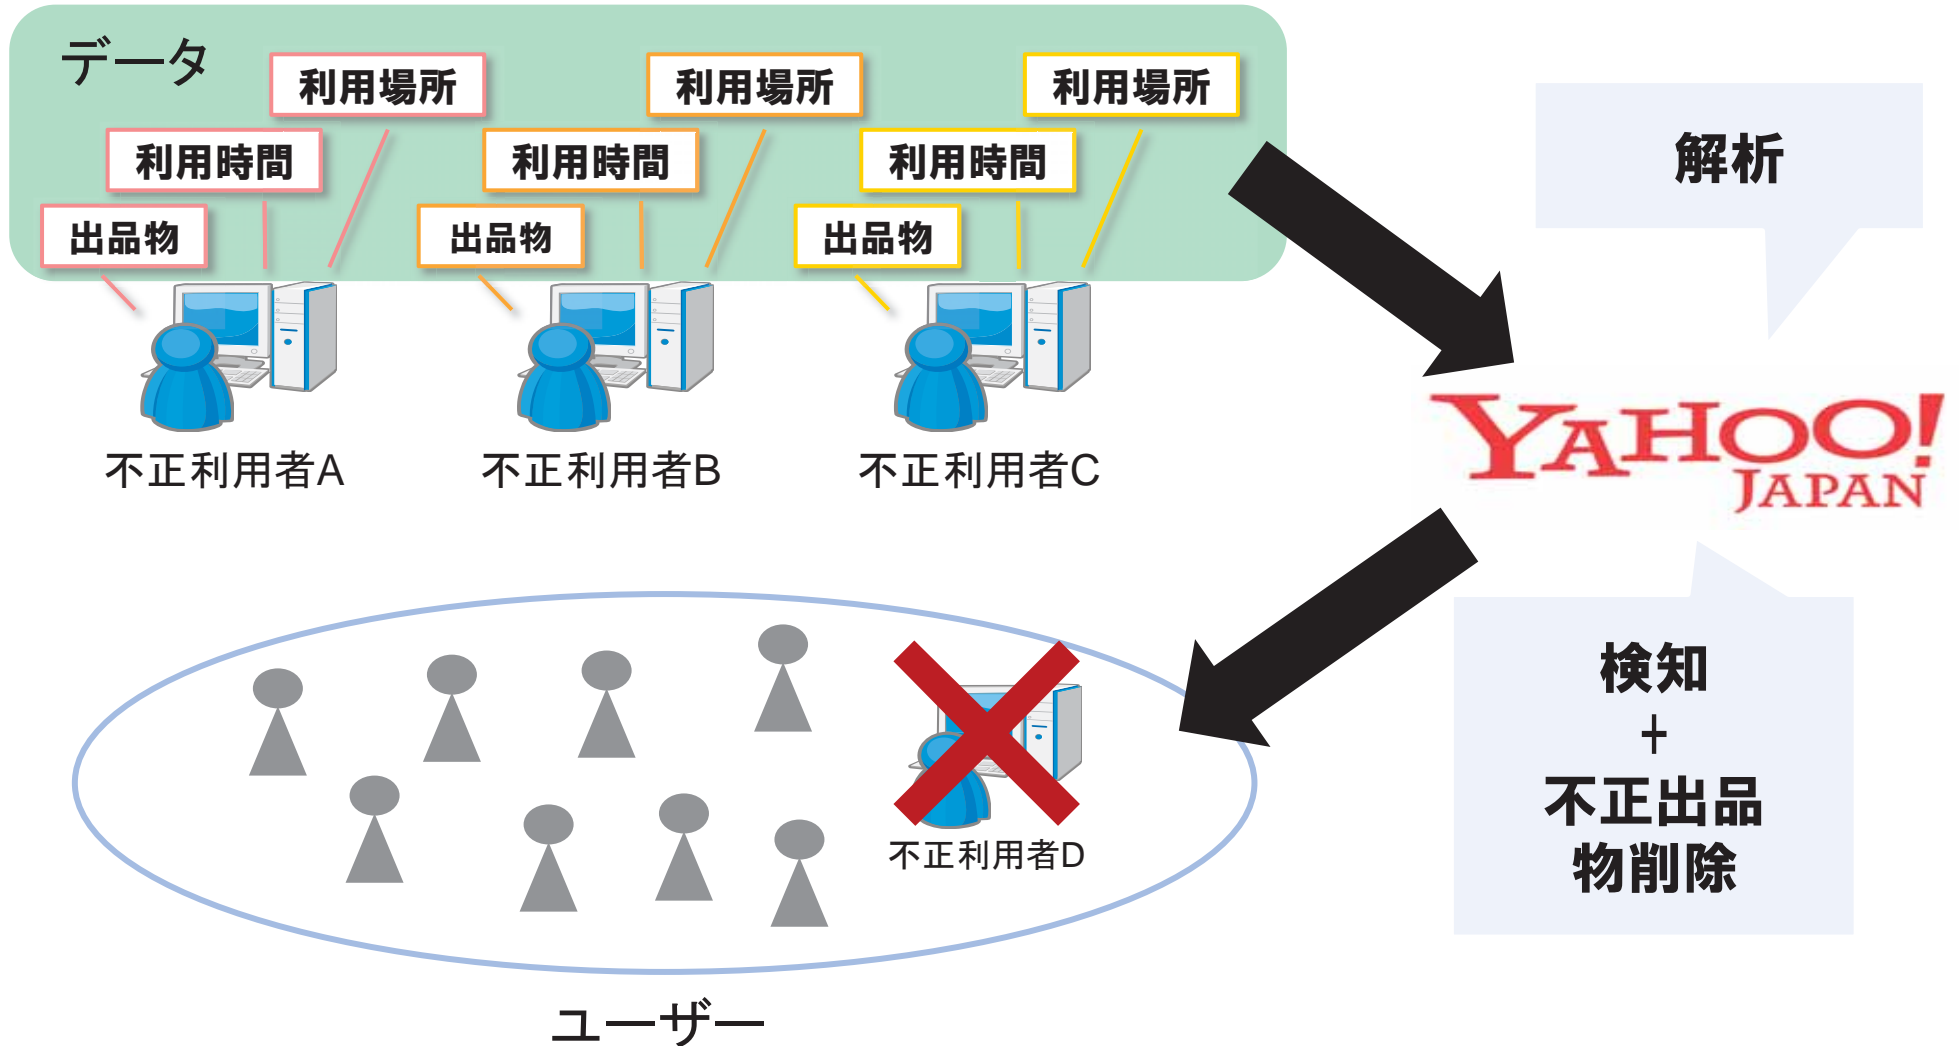 データ
利用場所
利用時間
出品物
利用場所
利用時間
出品物
利用場所
利用時間
出品物
不正利用者A
不正利用者B
不正利用者C
解析
YAHOO!
JAPAN
検知
+
不正出品
物削除
不正利用者D
ユーザー